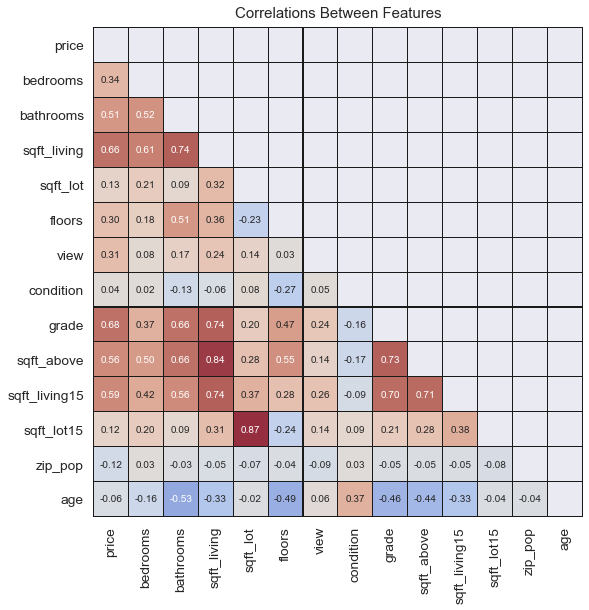 Correlations Between Features
price
bedrooms 0.34
bathrooms 0.51 0.52
sqft_living 0.66 0.61 0.74
sqft_lot 0.13 0.21 0.09 0.32
floors 0.30 0.18 0.51 0.36 -0.23
view 0.31 0.08 0.17 0.24 0.14 0.03
condition 0.04 0.02 -0.13 -0.06 0.08 -0.27 0.05
grade 0.68 0.37 0.66 0.74 0.20 0.47 0.24 -0.16
sqft_above 0.56 0.50 0.66 0.84 0.28 0.55 0.14 -0.17 0.73
sqft_living15 0.59 0.42 0.56 0.74 0.37 0.28 0.26 -0.09 0.70 0.71
sqft_lot15 0.12 0.20 0.09 0.31 0.87 -0.24 0.14 0.09 0.21 0.28 0.38
zip_pop -0.12 0.03 -0.03 -0.05 -0.07 -0.04 -0.09 0.03 -0.05 -0.05 -0.05 -0.08
age -0.06 -0.16 -0.53 -0.33 -0.02 -0.49 0.06 0.37 -0.46 -0.44 -0.33 -0.04 -0.04
price bedrooms bathrooms sqft_living sqft_lot floors view condition grade sqft_above sqft_living15 sqft_lot15 zip_pop age